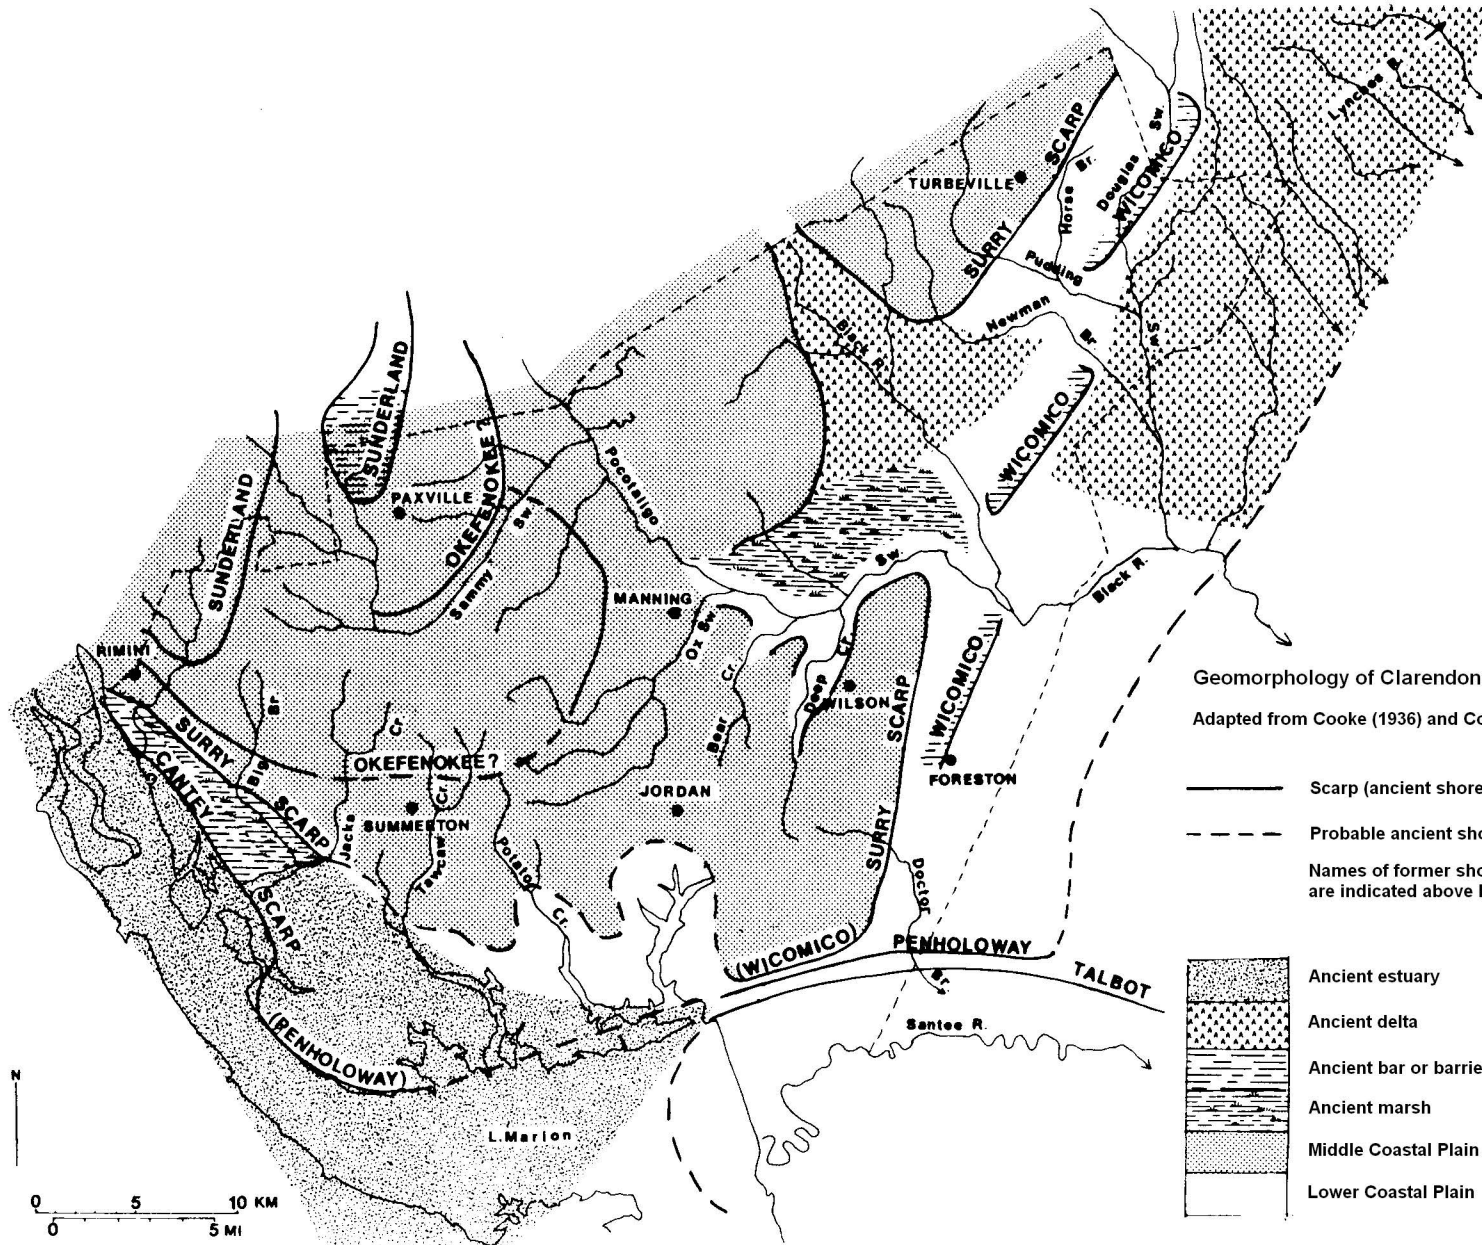 SURRY SCARP
TURBEVILLE
Horse Br.
Douglas Sw.
WICOMICO
Lynches R.
Pudding Sw.
Newman Br.
Black R.
SUNDERLAND
OKEFENOKEE?
PAXVILLE
Sammy Sw.
Pocotaligo Sw.
WICOMICO
SUNDERLAND
RIMINI
MANNING
Ox Sw.
Bear Cr.
Deep Cr.
WILSON
SURRY SCARP
WICOMICO
FORESTON
Black R.
SURRY SCARP
CANTEY SCARP
(PENHOLOWAY)
Big Br.
Jacks Cr.
OKEFENOKEE?
SUMMERTON
Tawcaw Cr.
Potato Cr.
JORDAN
Doctor Br.
(WICOMICO)
PENHOLOWAY
TALBOT
Santee R.
L.Marion
N
0 5 10 KM
0 5 MI
Geomorphology of Clarendon
Adapted from Cooke (1936) and Co
Scarp (ancient shore
Probable ancient sho
Names of former sho
are indicated above
Ancient estuary
Ancient delta
Ancient bar or barrie
Ancient marsh
Middle Coastal Plain
Lower Coastal Plain